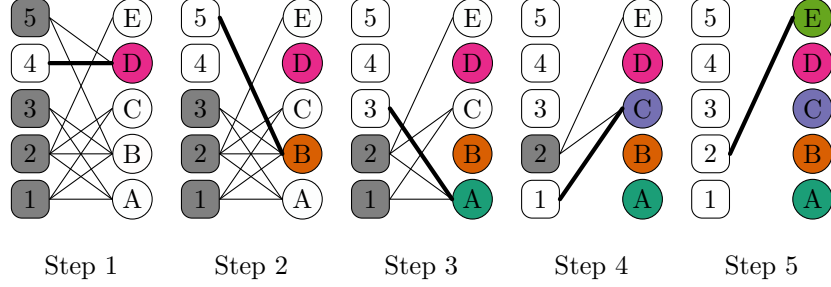 5 E 5 E 5 E 5 E 5 E
4 D 4 D 4 D 4 D 4 D
3 C 3 C 3 C 3 C 3 C
2 B 2 B 2 B 2 B 2 B
1 A 1 A 1 A 1 A 1 A
Step 1 Step 2 Step 3 Step 4 Step 5